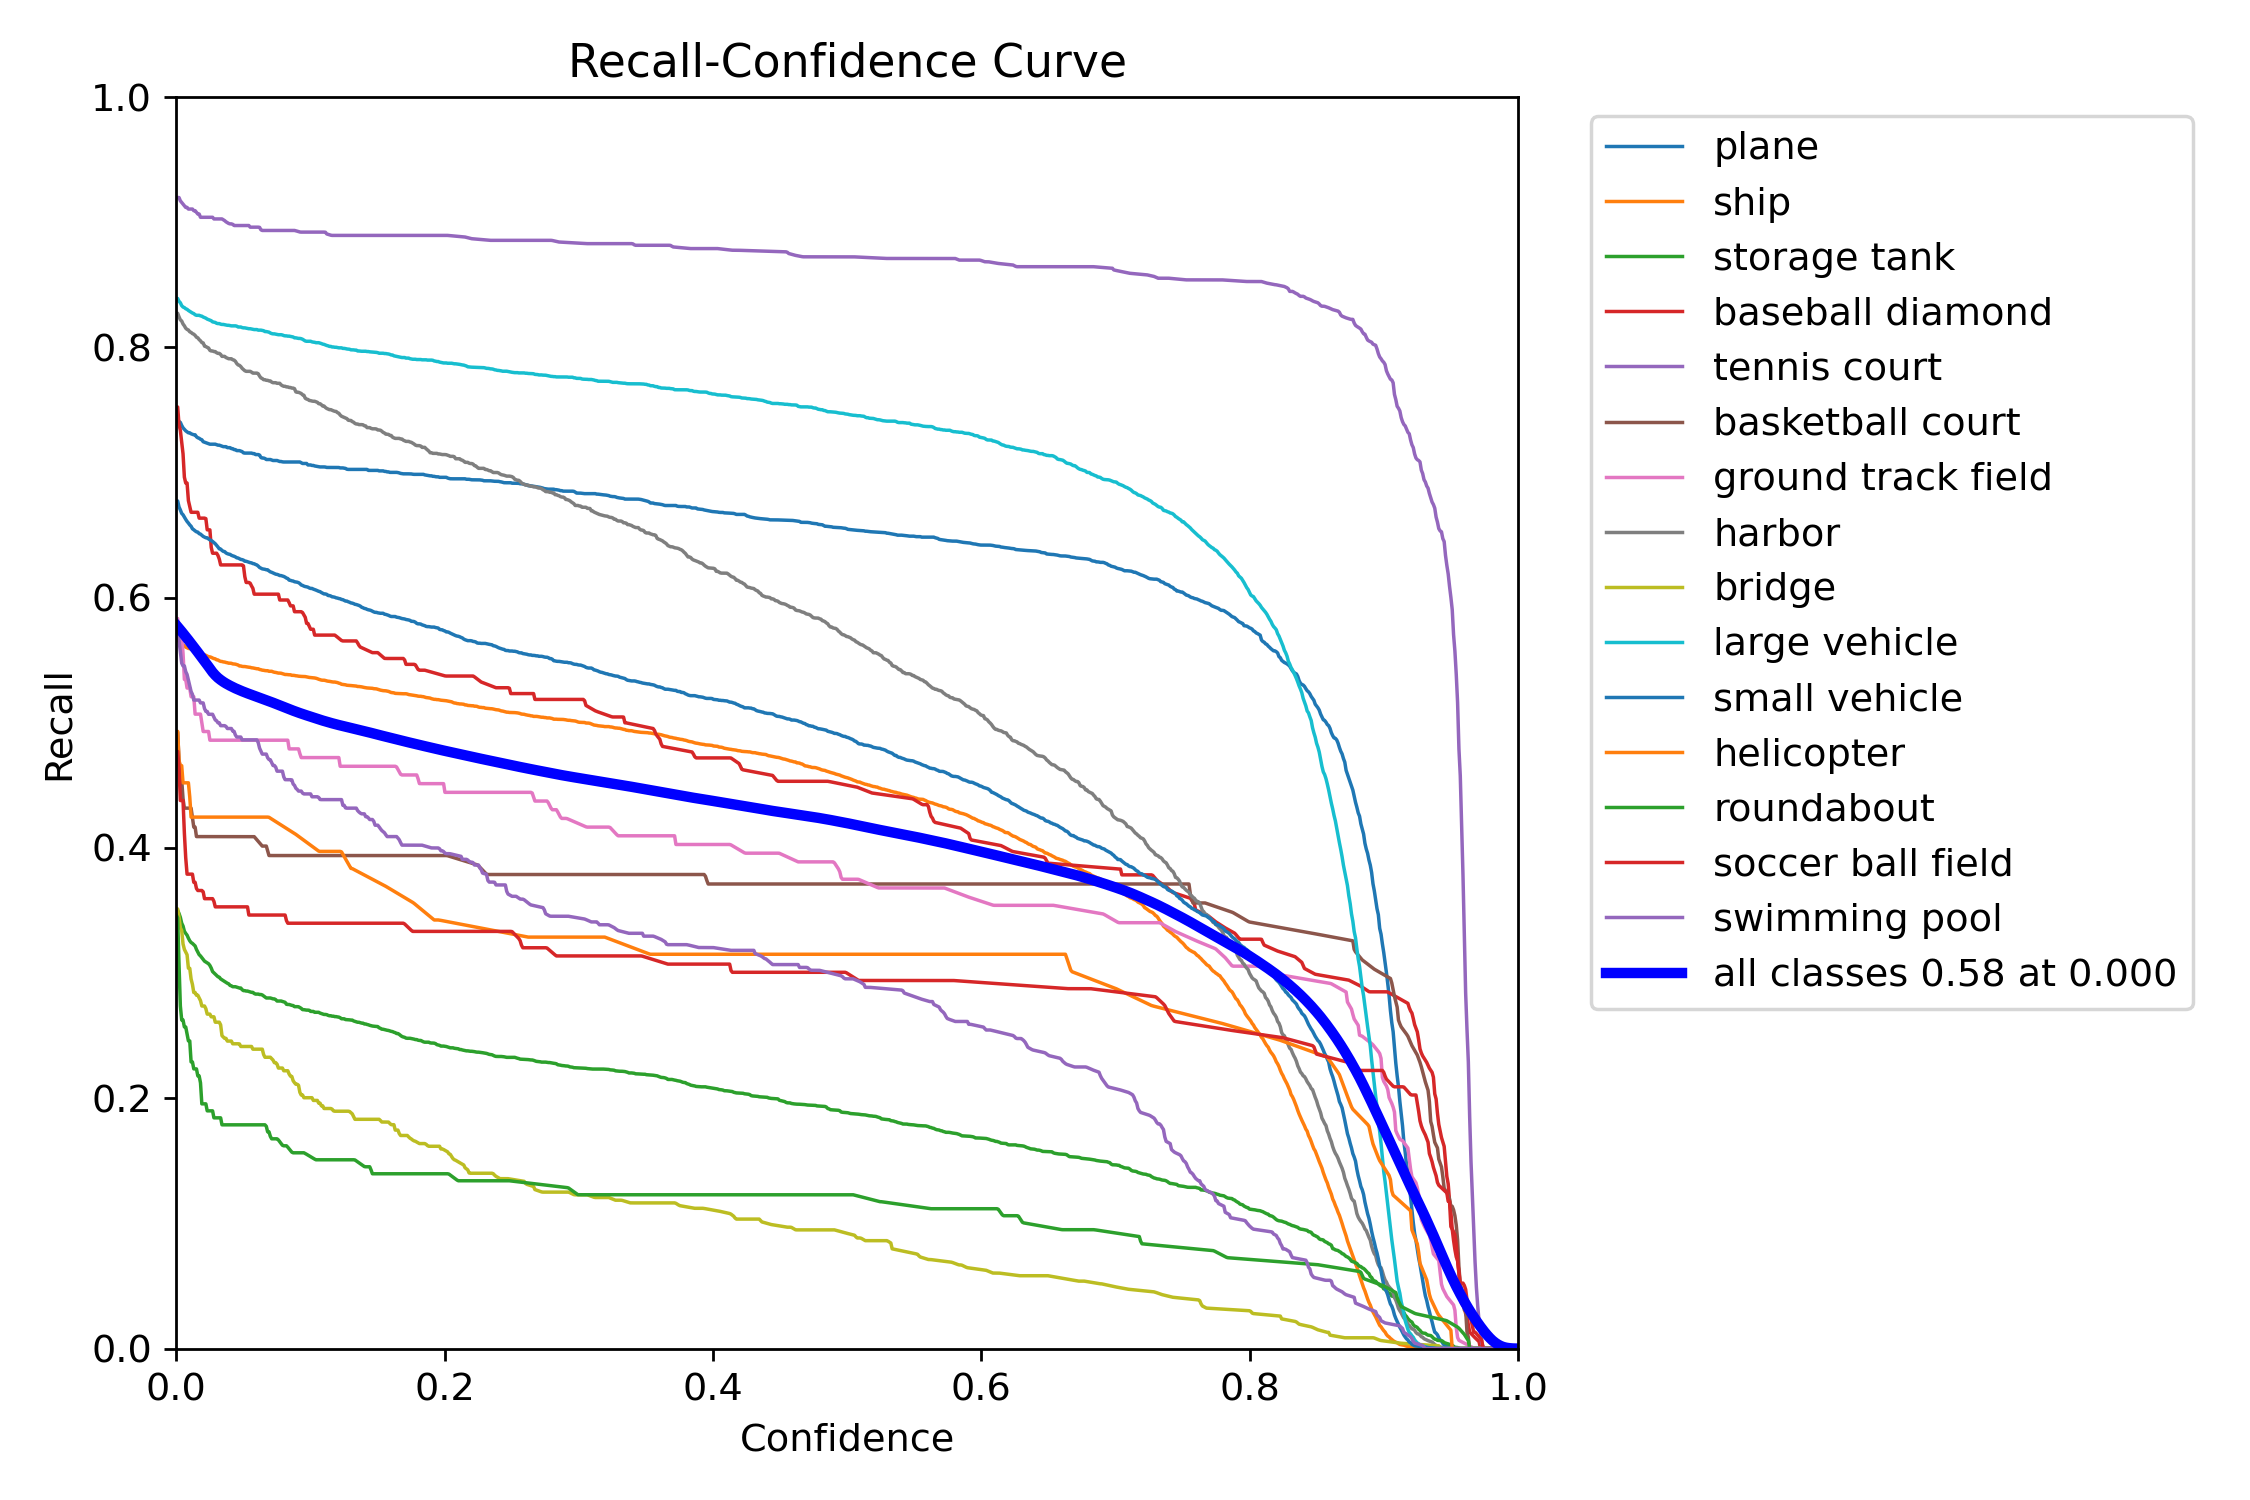 Recall-Confidence Curve
1.0
0.8
0.6
0.4
0.2
0.0
Recall
0.0 0.2 0.4 0.6 0.8 1.0
Confidence
plane
ship
storage tank
baseball diamond
tennis court
basketball court
ground track field
harbor
bridge
large vehicle
small vehicle
helicopter
roundabout
soccer ball field
swimming pool
all classes 0.58 at 0.000